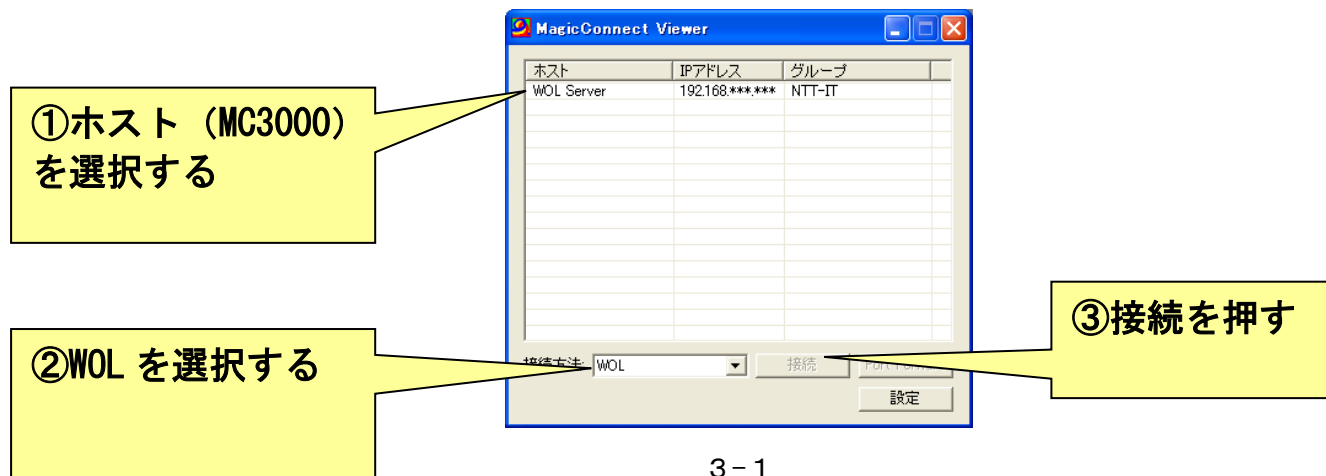 MagicConnect Viewer
ホスト IPアドレス グループ
WOL Server 192.168.***.*** NTT-IT
①ホスト（MC3000）
を選択する
②WOL を選択する
接続方法: WOL
接続
③接続を押す
設定
３−１